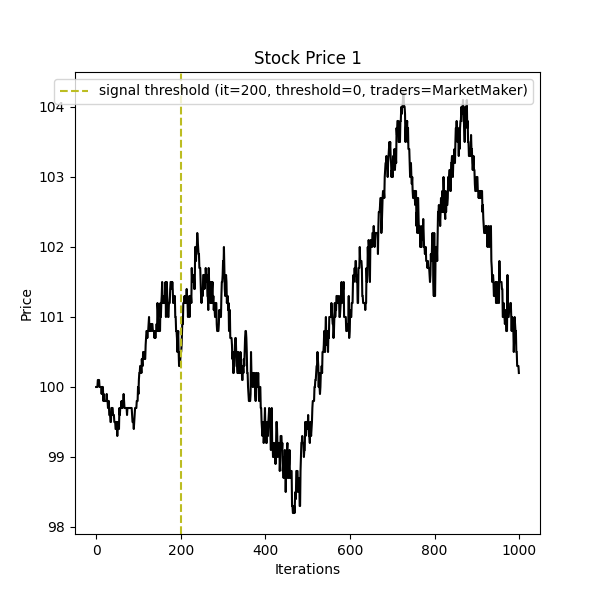 Stock Price 1
signal threshold (it=200, threshold=0, traders=MarketMaker)
104
103
102
101
100
99
98
Price
0 200 400 600 800 1000
Iterations